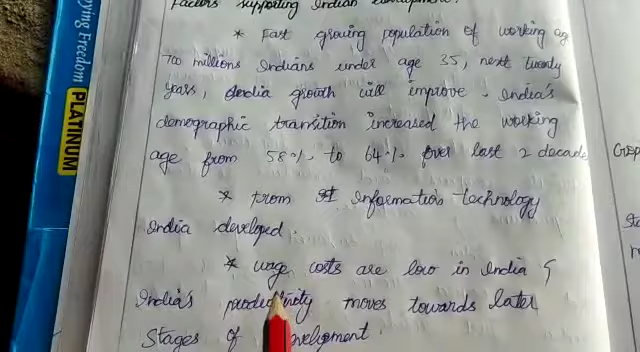 Factors supporting Indian development.
* Fast growing population of working ag
700 millions Indians under age 35, next twenty
years, India growth will improve. India's
demographic transition increased the working
age from 58% to 64% over last 2 decade
* From Information technology
India developed.
* wage costs are low in India &
India's productivity moves towards later
Stages of
ying Freedom
PLATINUM